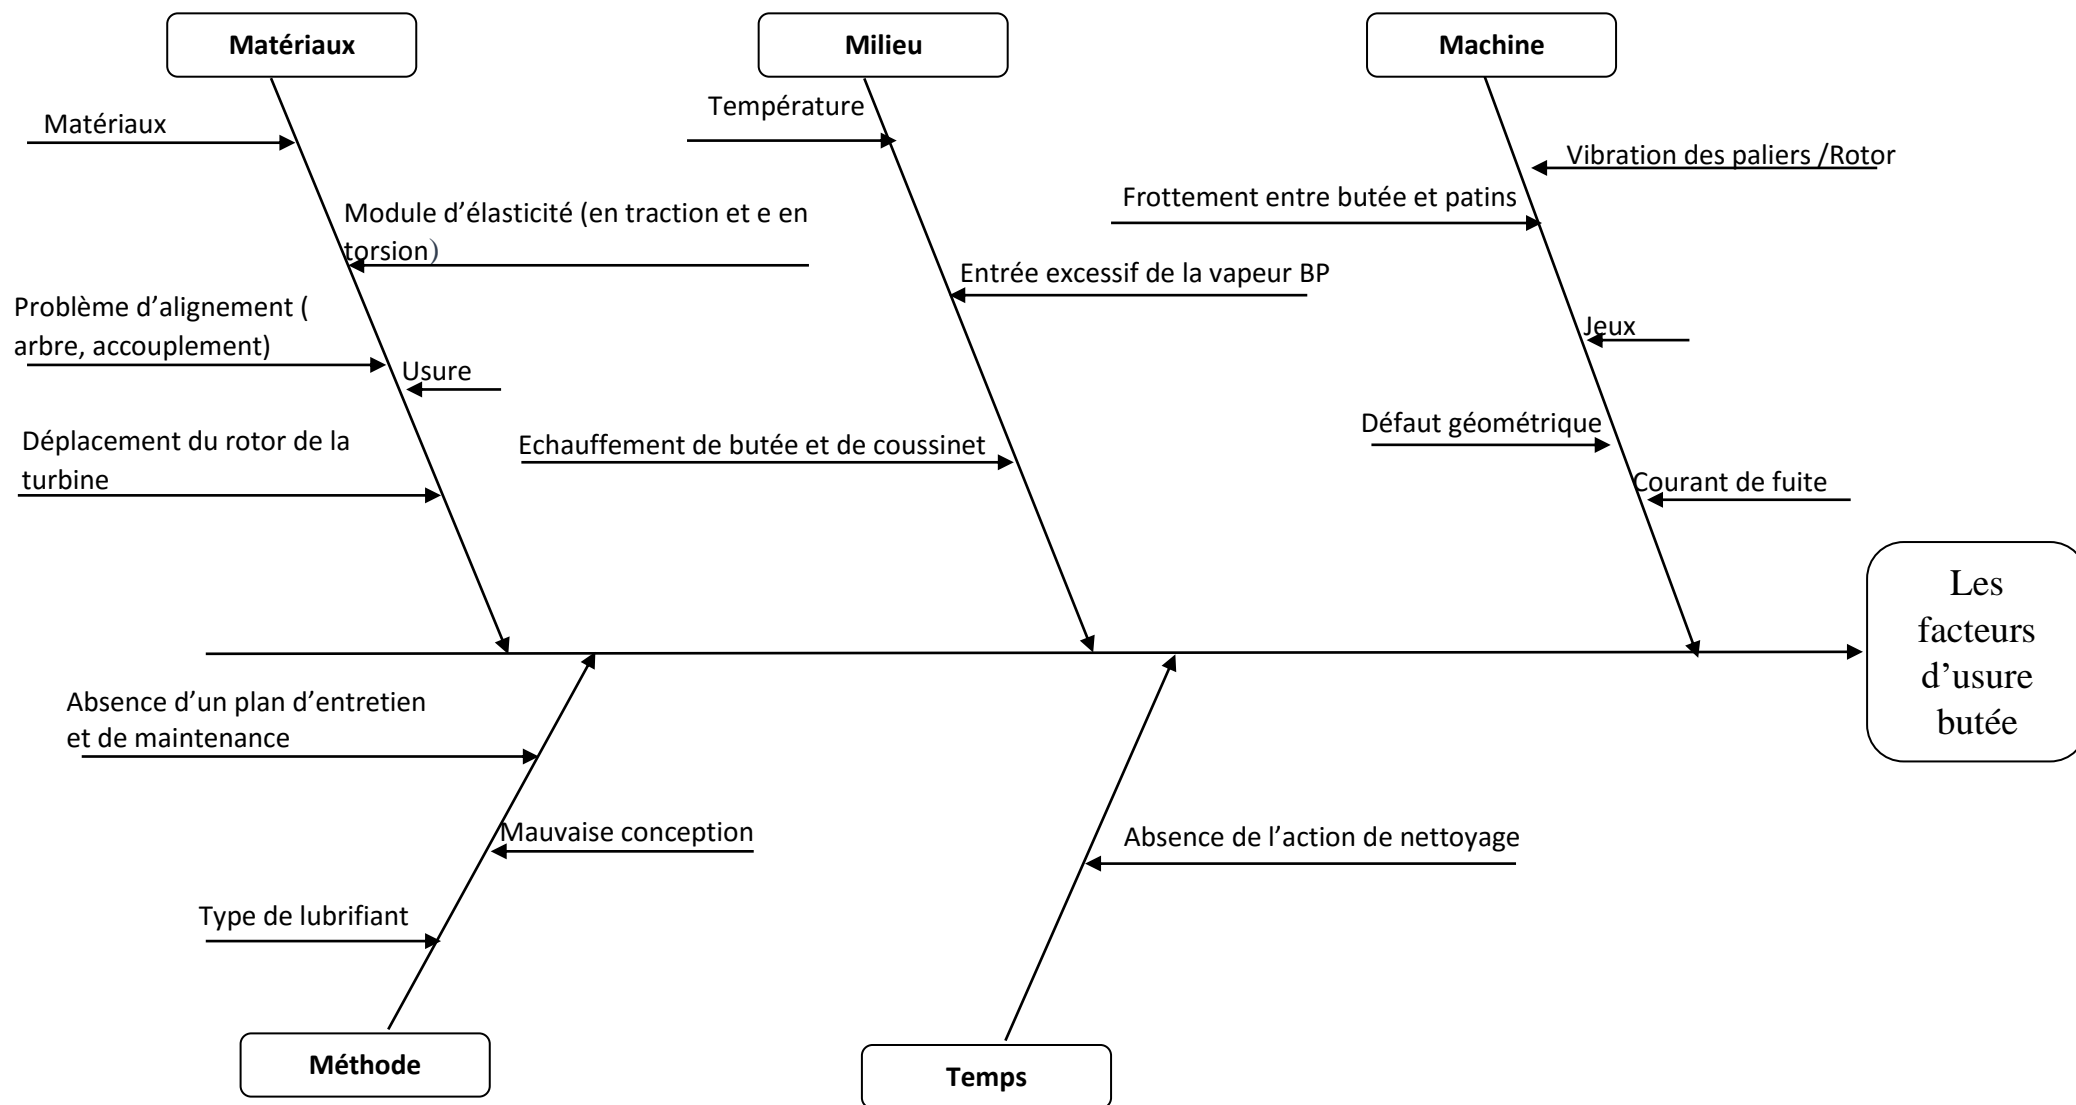 Matériaux
Milieu
Machine
Matériaux
Température
Vibration des paliers /Rotor
Frottement entre butée et patins
Module d’élasticité (en traction et e en
torsion)
Entrée excessif de la vapeur BP
Problème d’alignement (
arbre, accouplement)
Jeux
Usure
Défaut géométrique
Déplacement du rotor de la
turbine
Echauffement de butée et de coussinet
Courant de fuite
Les
facteurs
d’usure
butée
Absence d’un plan d’entretien
et de maintenance
Mauvaise conception
Absence de l’action de nettoyage
Type de lubrifiant
Méthode
Temps